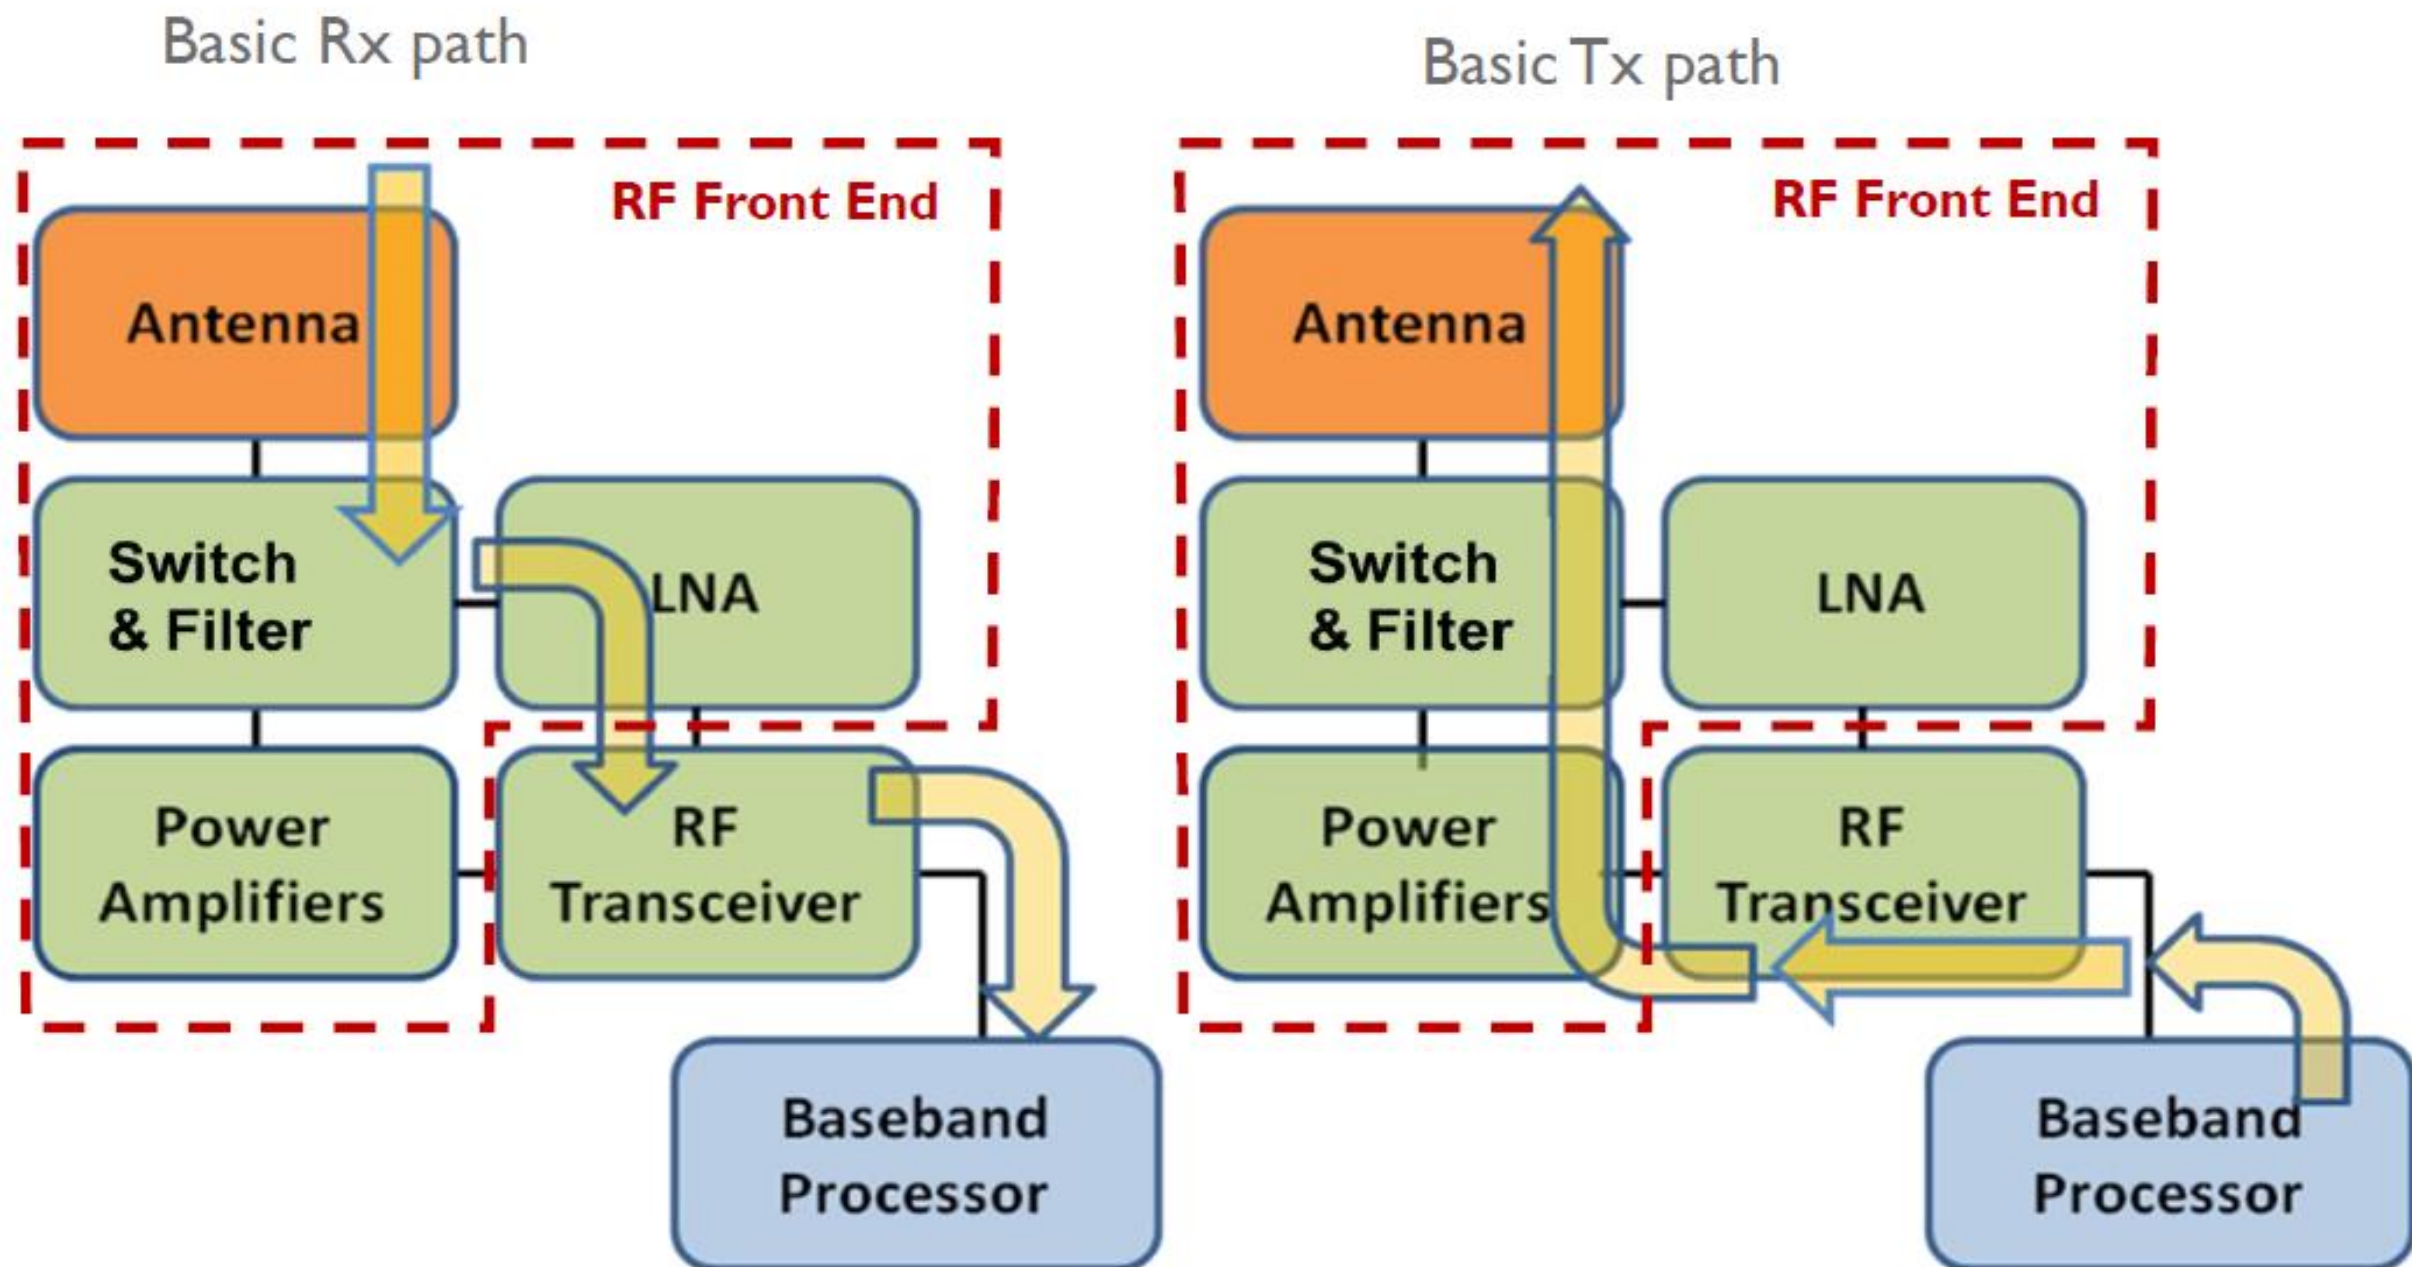 Basic Rx path
RF Front End
Antenna
Switch
& Filter
LNA
Power
Amplifiers
RF
Transceiver
Baseband
Processor
Basic Tx path
RF Front End
Antenna
Switch
& Filter
LNA
Power
Amplifiers
RF
Transceiver
Baseband
Processor